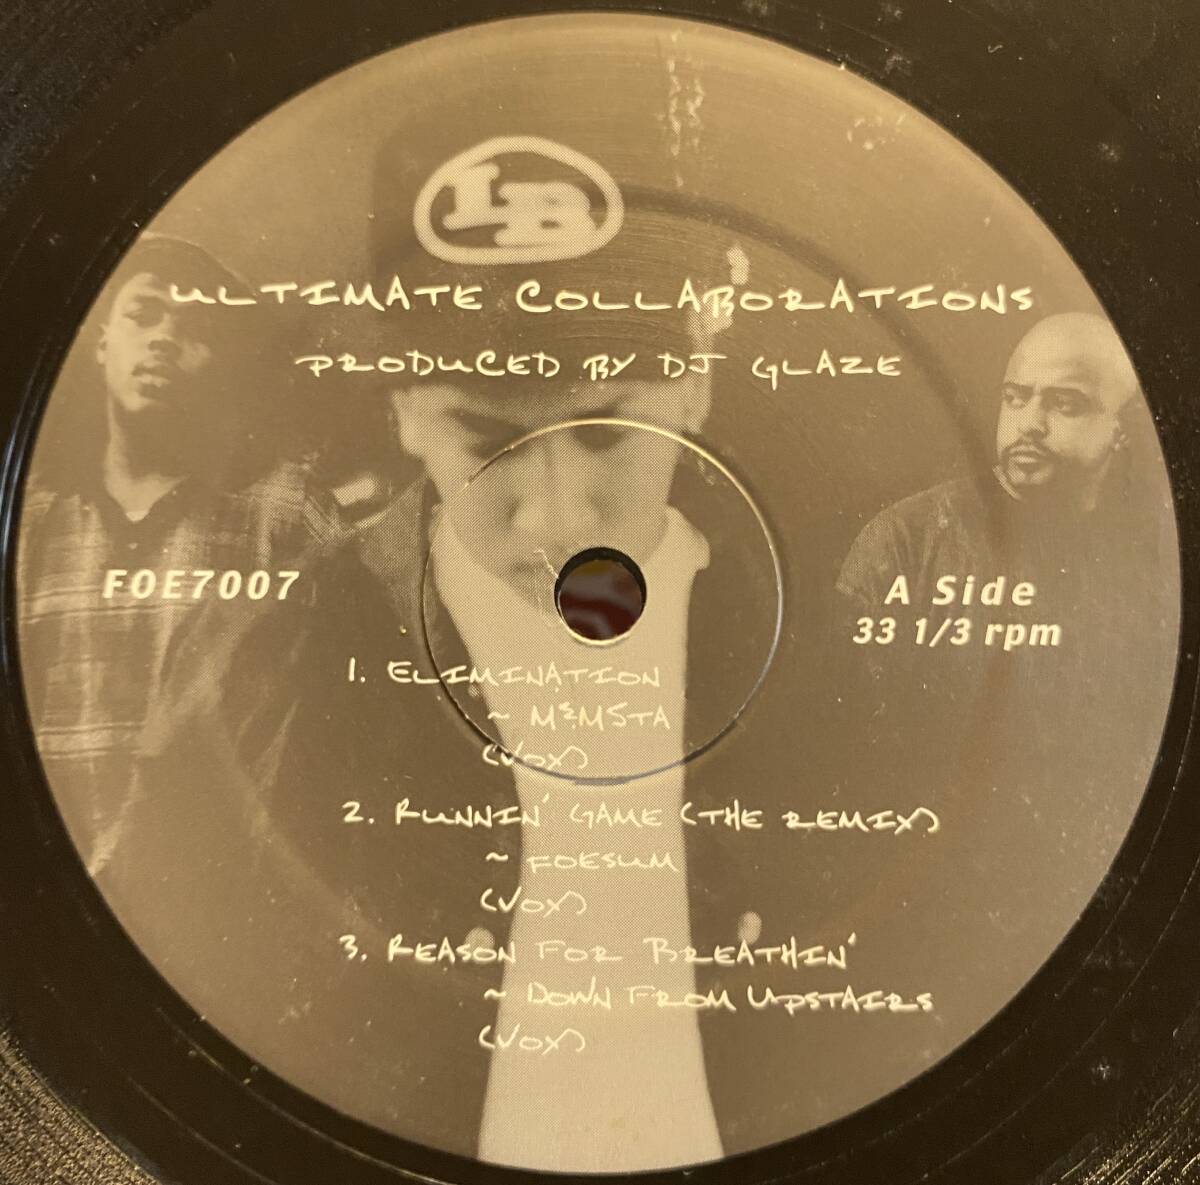 LB
ULTIMATE COLLABORATIONS
PRODUCED BY DJ GLAZE
FOE7007
A Side
33 1/3 rpm
1. ELIMINATION
~ M&MSTA
(VOX)
2. RUNNIN' GAME (THE REMIX)
~ FOESUM
(VOX)
3. REASON FOR BREATHIN'
~ DOWN FROM UPSTAIRS
(VOX)